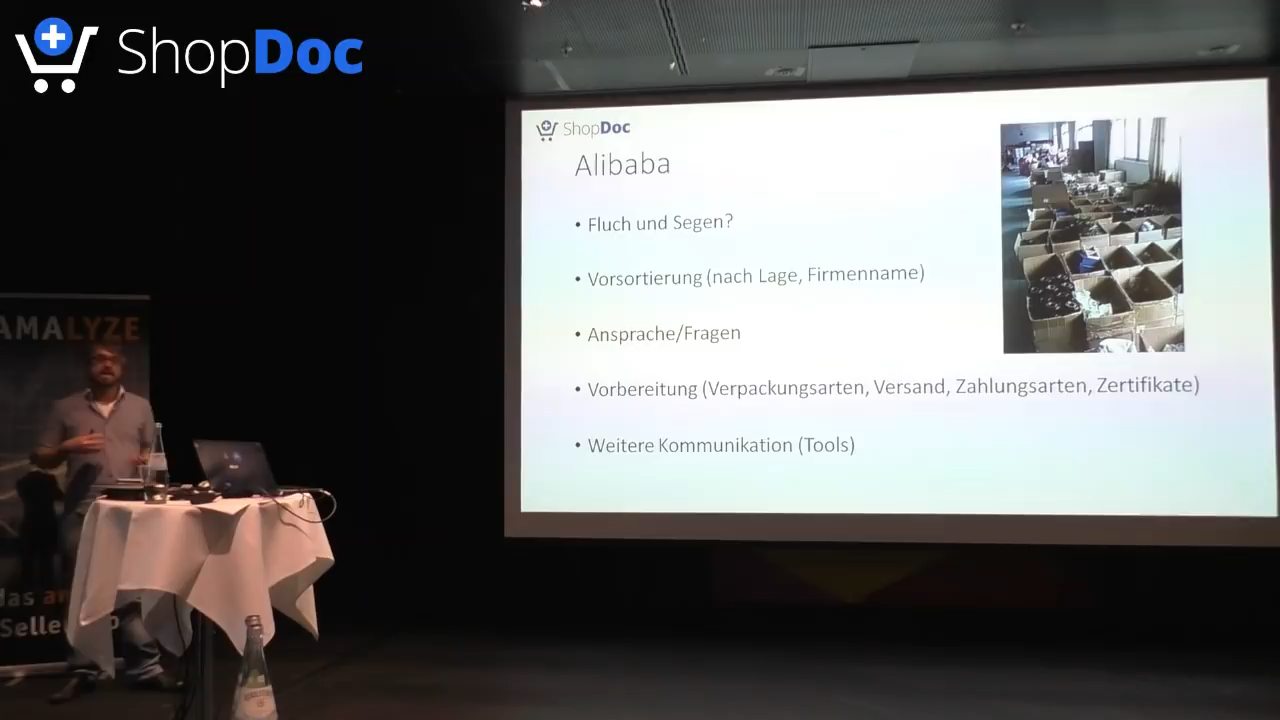 ShopDoc
ShopDoc
Alibaba
• Fluch und Segen?
• Vorsortierung (nach Lage, Firmenname)
• Ansprache/Fragen
• Vorbereitung (Verpackungsarten, Versand, Zahlungsarten, Zertifikate)
• Weitere Kommunikation (Tools)
AMALYZE